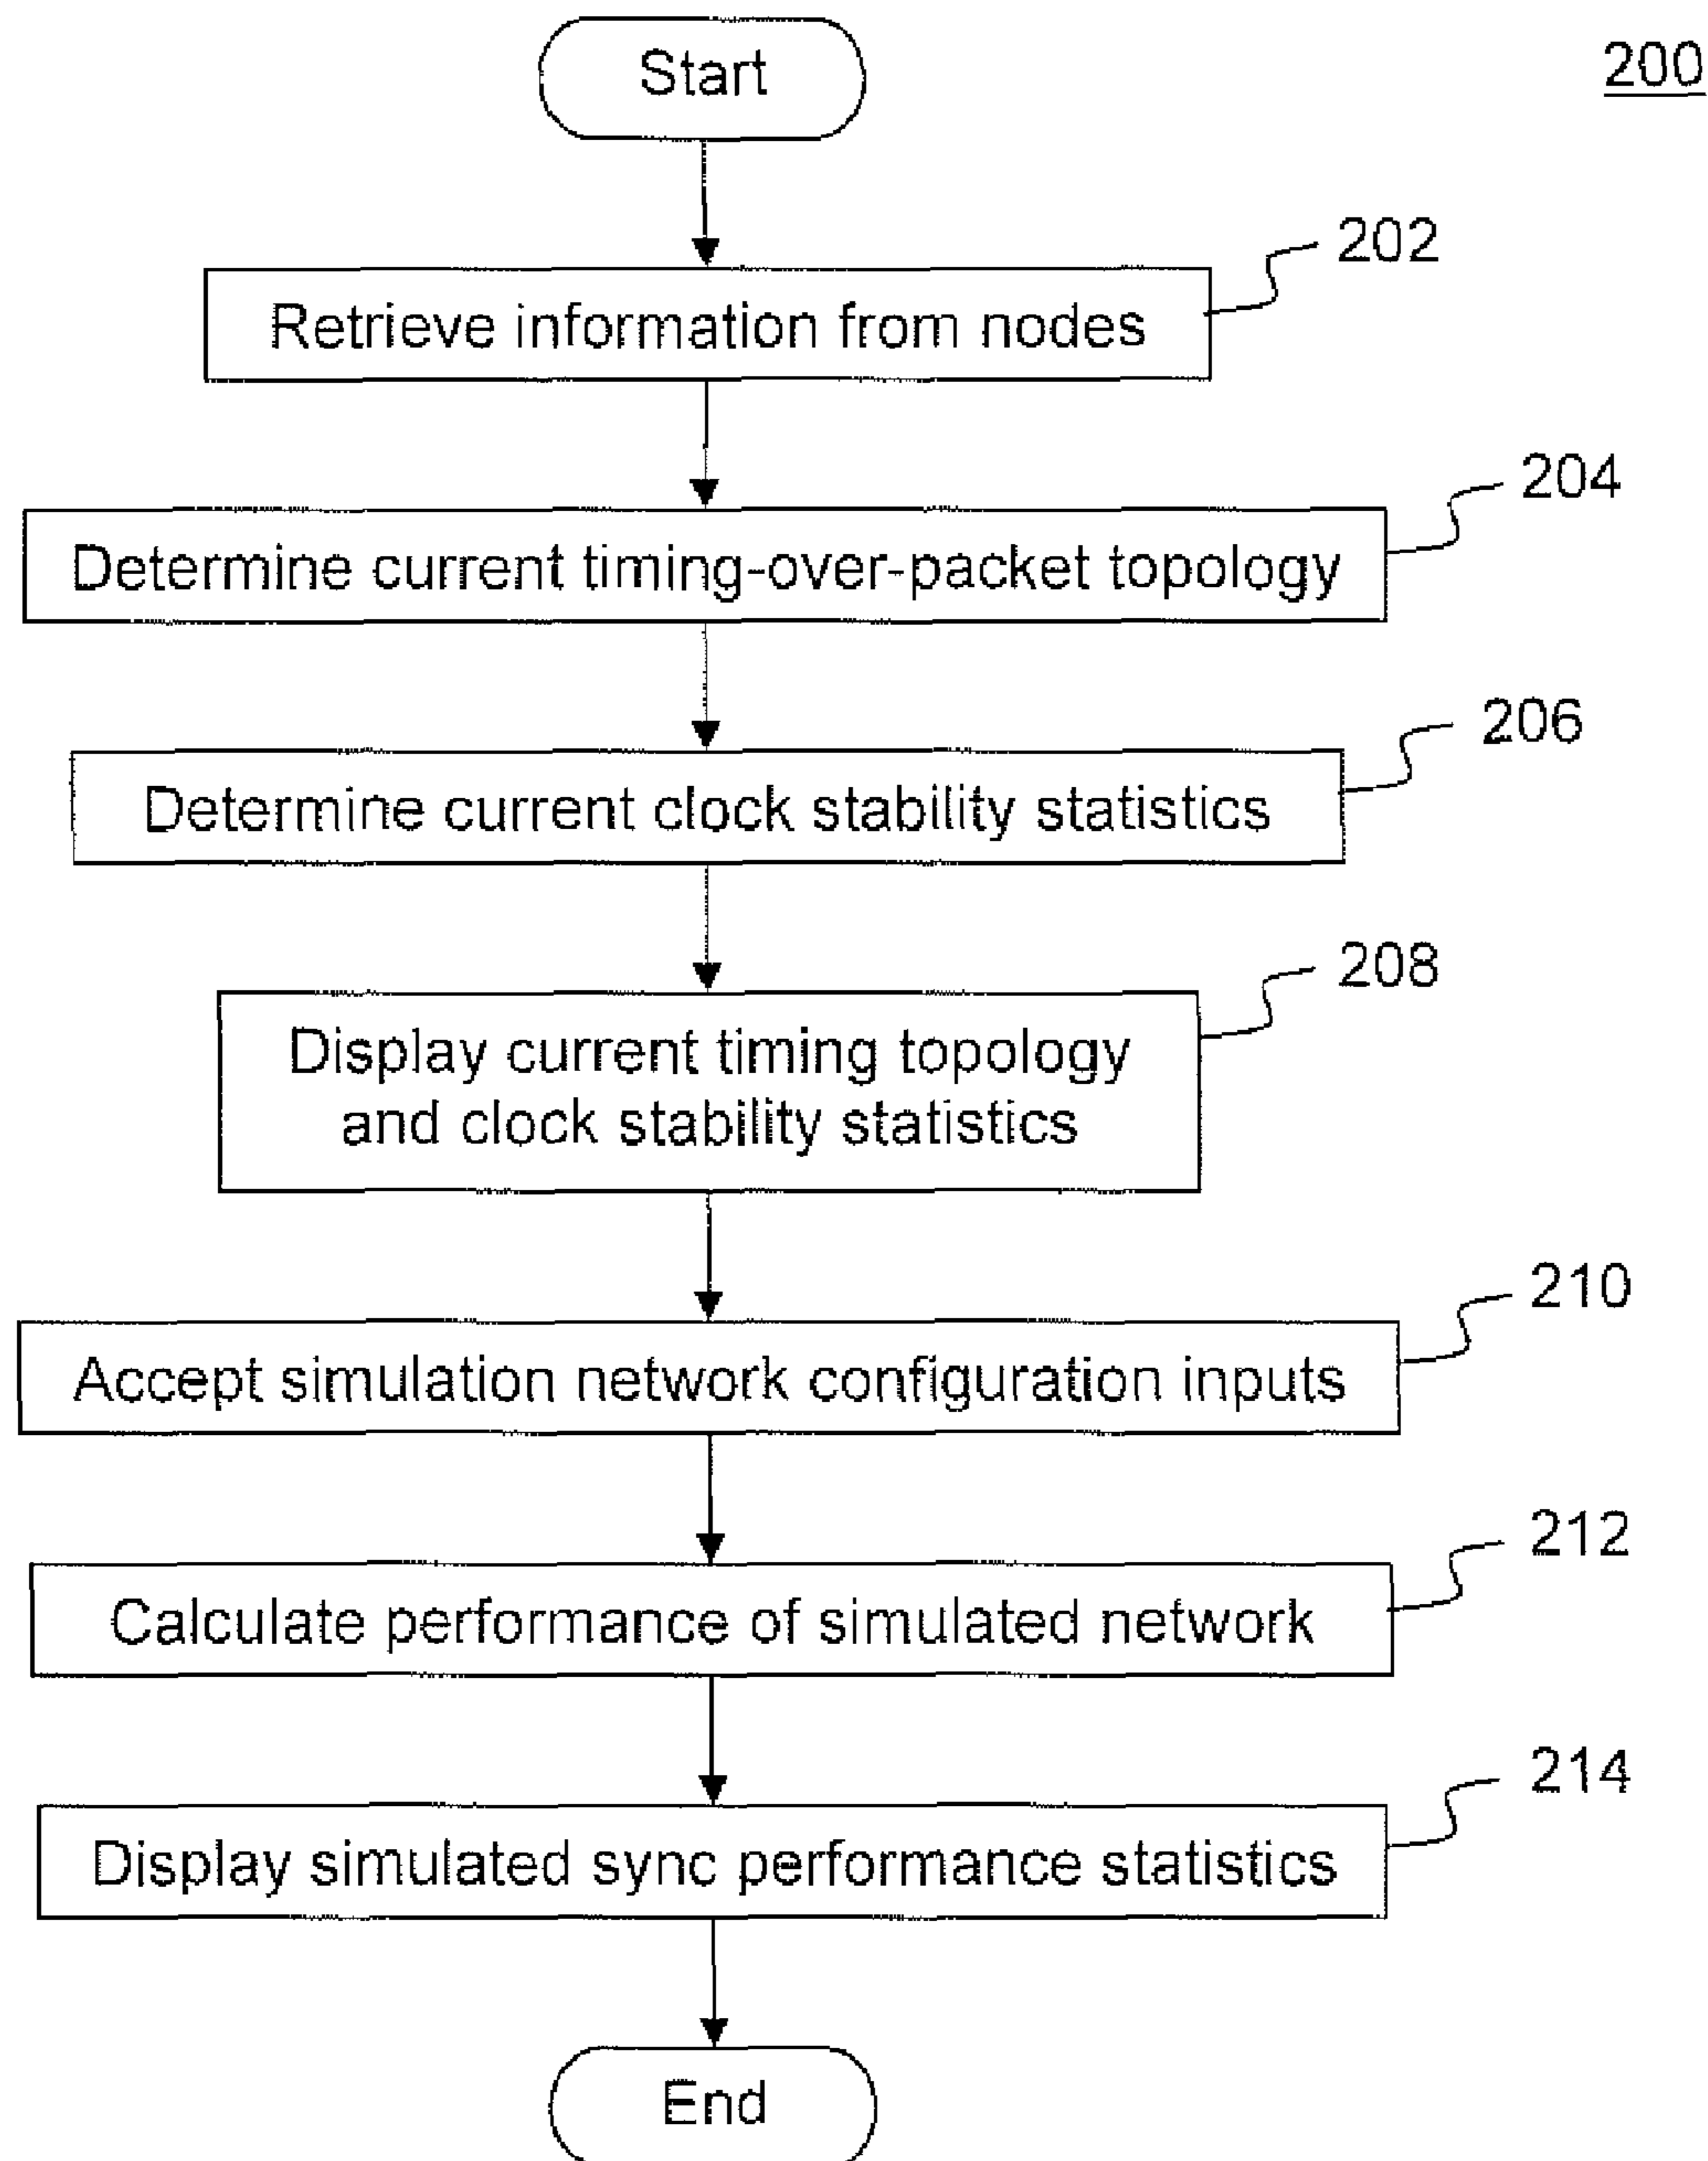 Start
200
202
Retrieve information from nodes
204
Determine current timing-over-packet topology
206
Determine current clock stability statistics
208
Display current timing topology
and clock stability statistics
210
Accept simulation network configuration inputs
212
Calculate performance of simulated network
214
Display simulated sync performance statistics
End